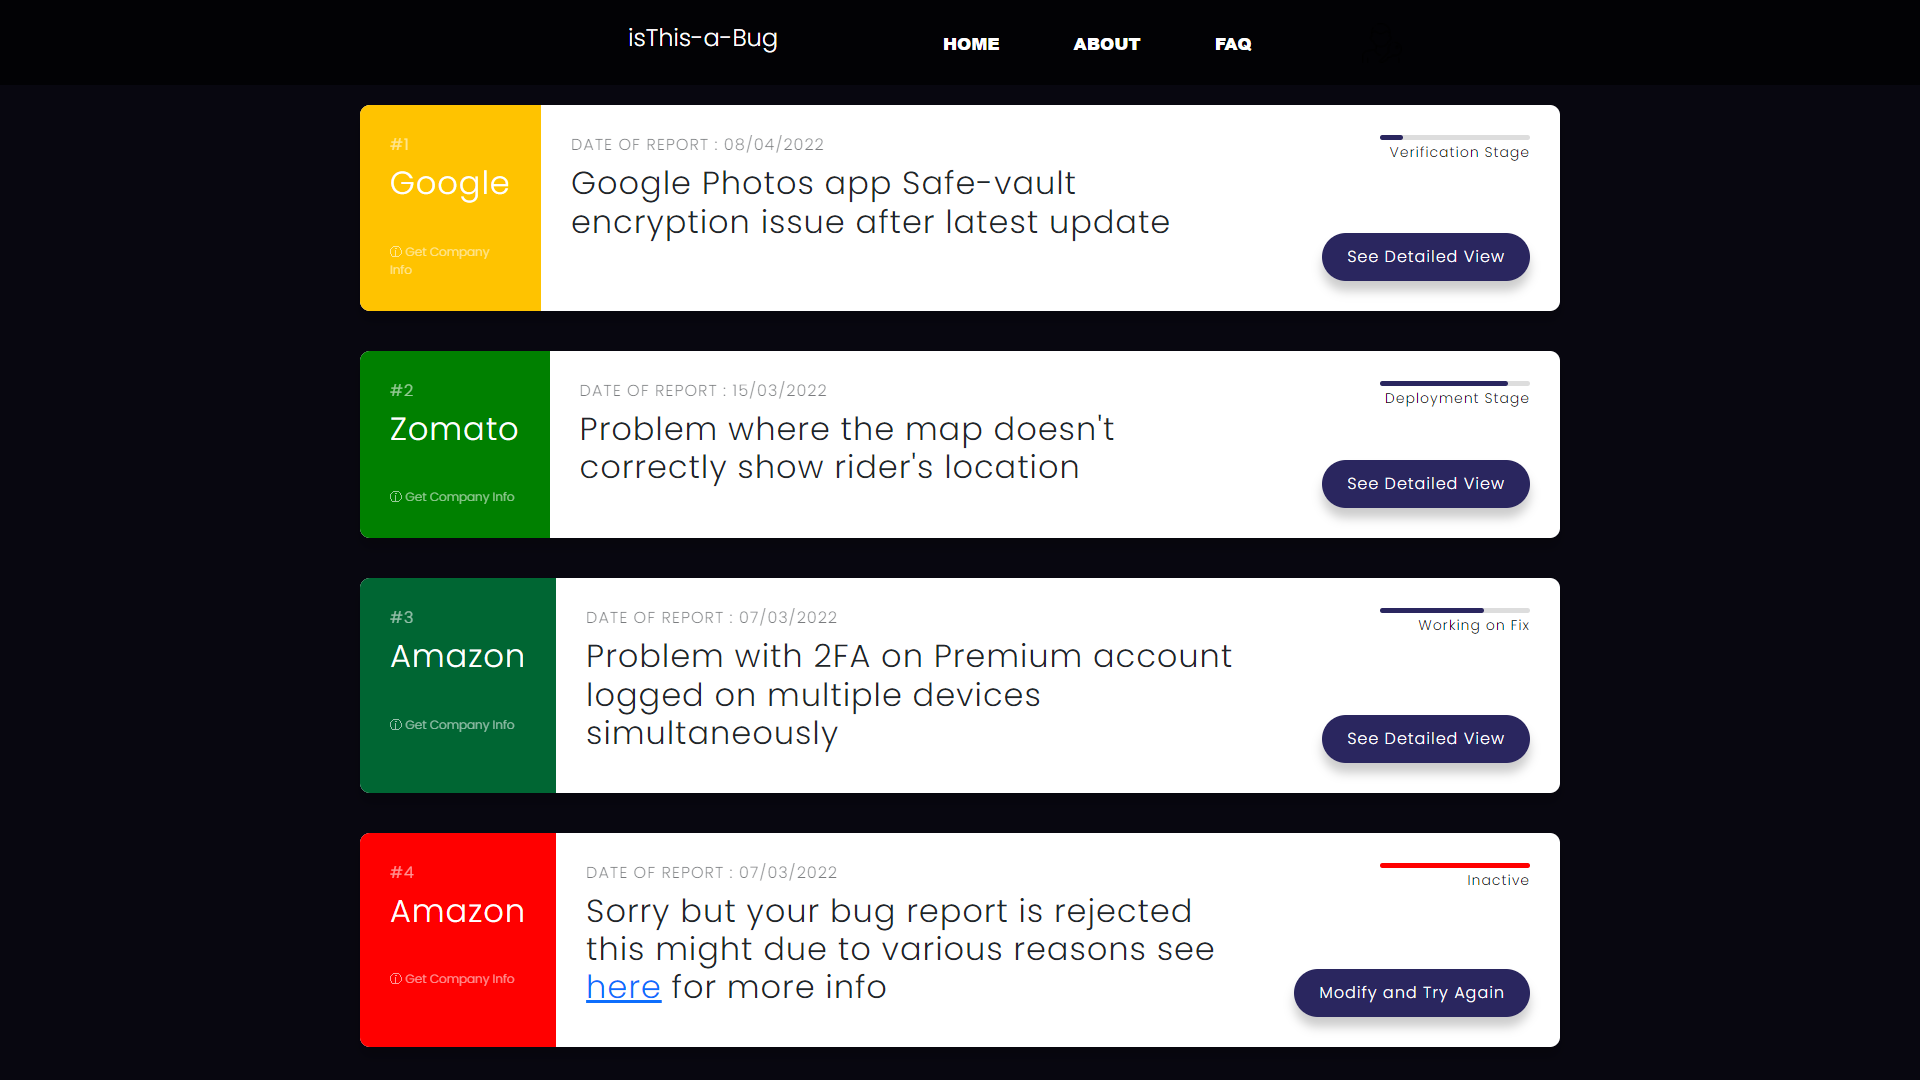 isThis-a-Bug
HOME
ABOUT
FAQ
#1
Google
Get Company
Info
DATE OF REPORT : 08/04/2022
Google Photos app Safe-vault
encryption issue after latest update
Verification Stage
See Detailed View
#2
Zomato
Get Company Info
DATE OF REPORT : 15/03/2022
Problem where the map doesn't
correctly show rider's location
Deployment Stage
See Detailed View
#3
Amazon
Get Company Info
DATE OF REPORT : 07/03/2022
Problem with 2FA on Premium account
logged on multiple devices
simultaneously
Working on Fix
See Detailed View
#4
Amazon
Get Company Info
DATE OF REPORT : 07/03/2022
Sorry but your bug report is rejected
this might due to various reasons see
here for more info
Inactive
Modify and Try Again